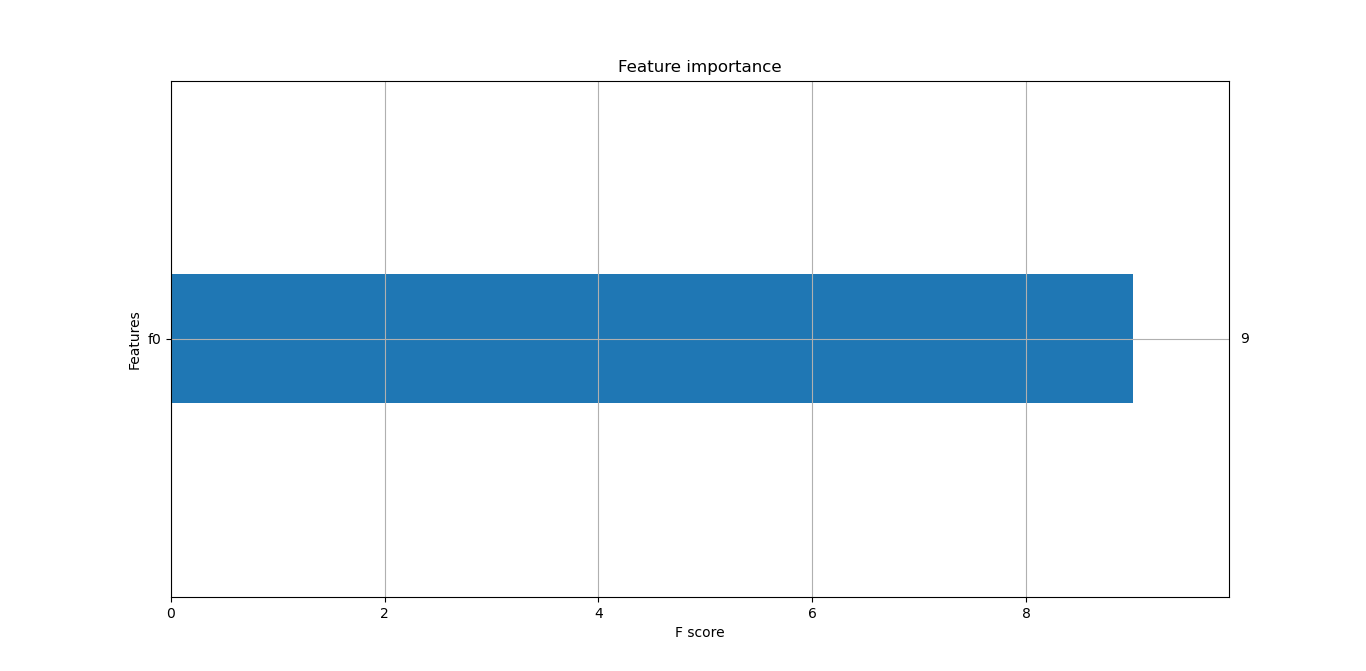 Feature importance
Features
f0
9
0 2 4 6 8
F score